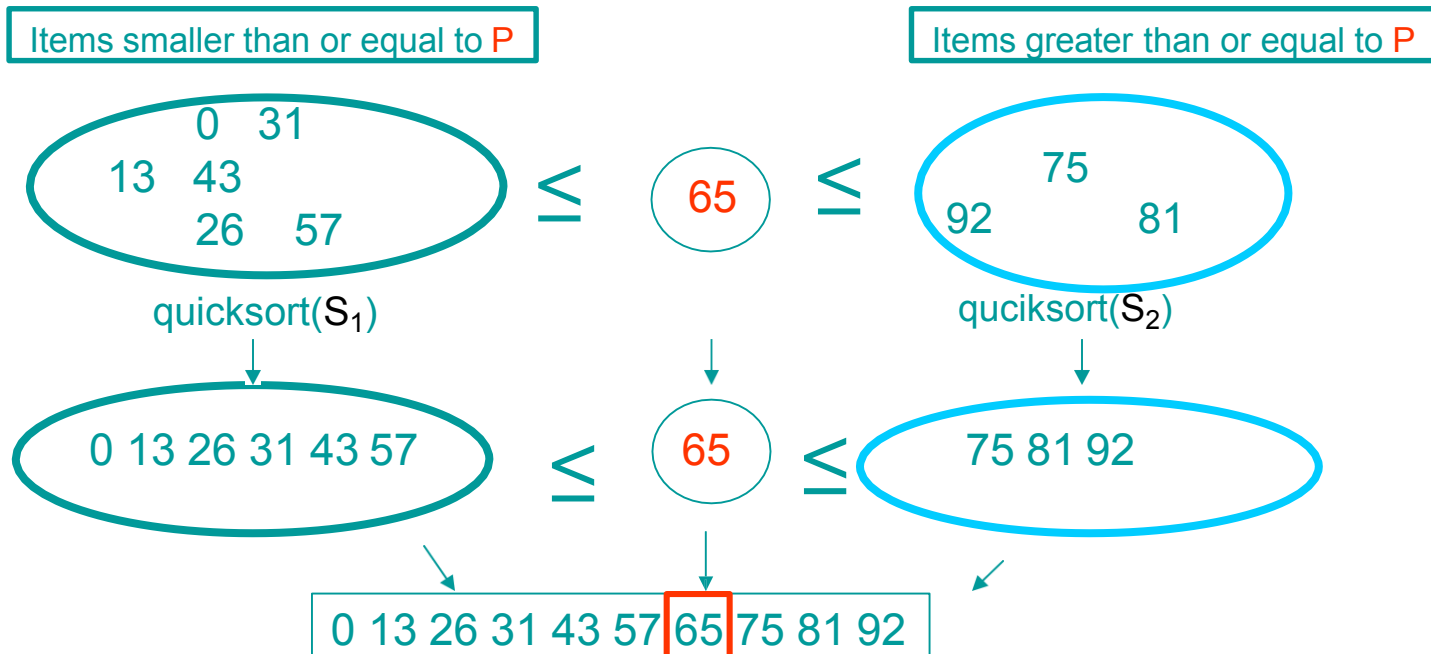 Items smaller than or equal to P
Items greater than or equal to P
0 31
13 43
26 57
≤
65
≤
75
92 81
quicksort(S₁)
quciksort(S₂)
0 13 26 31 43 57
≤
65
≤
75 81 92
0 13 26 31 43 57 65 75 81 92